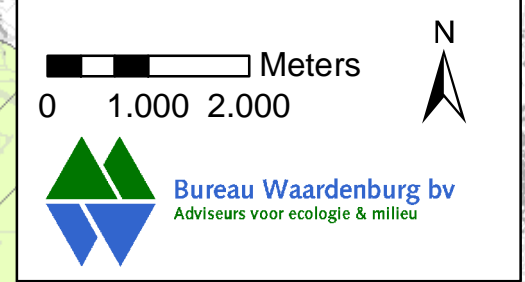 N
Meters
0 1.000 2.000
Bureau Waardenburg bv
Adviseurs voor ecologie & milieu